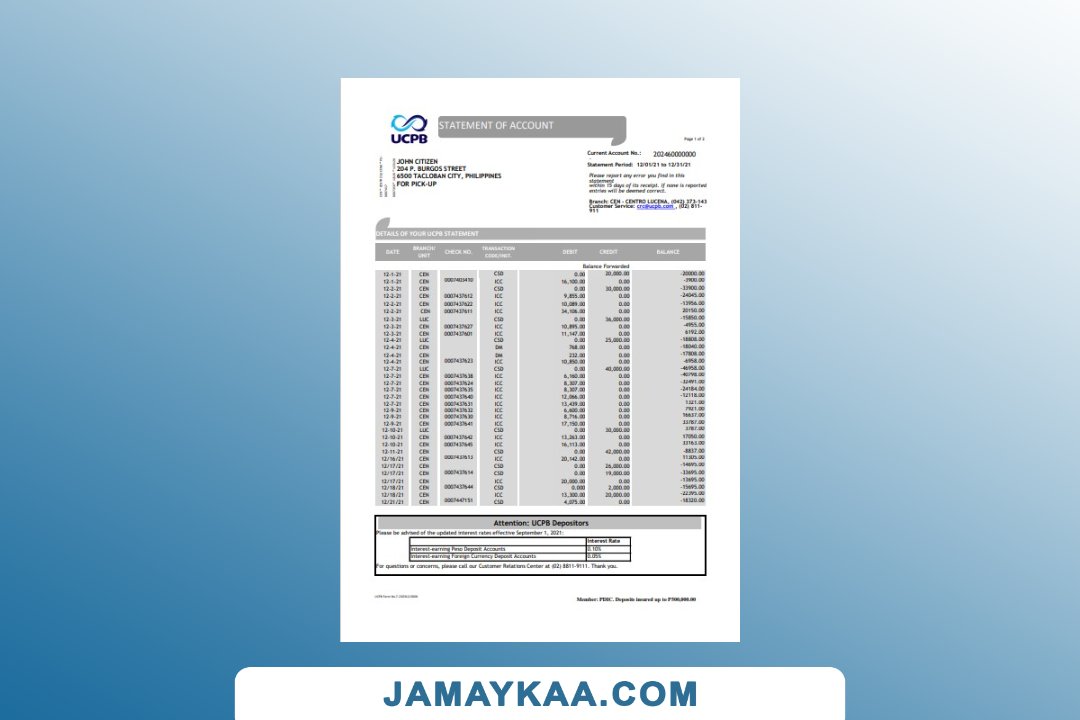 UCPB
STATEMENT OF ACCOUNT
Page 1 of 2
JOHN CITIZEN
204 P. BURGOS STREET
6500 TACLOBAN CITY, PHILIPPINES
FOR PICK-UP
Current Account No.: 202460000000
Statement Period: 12/01/21 to 12/31/21
Please report any error you find in this
statement
within 15 days of its receipt. If none is reported
entries will be deemed correct.
Branch: CEN - CENTRO LUCENA, (042) 373-143
Customer Service: crc@ucpb.com , (02) 811-
911
DETAILS OF YOUR UCPB STATEMENT
DATE BRANCH/UNIT CHECK NO. TRANSACTION CODE/INST. DEBIT CREDIT BALANCE
Balance Forwarded
12-1-21 CEN CSD 0.00 20,000.00 -20000.00
12-1-21 CEN 0007403410 ICC 16,100.00 0.00 -3900.00
12-2-21 CEN CSD 0.00 30,000.00 -33900.00
12-2-21 CEN 0007437612 ICC 9,855.00 0.00 -24045.00
12-2-21 CEN 0007437622 ICC 10,089.00 0.00 -13956.00
12-2-21 CEN 0007437611 ICC 34,106.00 0.00 20150.00
12-3-21 LUC CSD 0.00 36,000.00 -15850.00
12-3-21 CEN 0007437627 ICC 10,895.00 0.00 -4955.00
12-3-21 CEN 0007437601 ICC 11,147.00 0.00 6192.00
12-4-21 LUC CSD 0.00 25,000.00 -18808.00
12-4-21 CEN DM 768.00 0.00 -18040.00
12-4-21 CEN DM 232.00 0.00 -17808.00
12-4-21 CEN 0007437623 ICC 10,850.00 0.00 -6958.00
12-7-21 LUC CSD 0.00 40,000.00 -46958.00
12-7-21 CEN 0007437638 ICC 6,160.00 0.00 -40798.00
12-7-21 CEN 0007437624 ICC 8,307.00 0.00 -32491.00
12-7-21 CEN 0007437635 ICC 8,307.00 0.00 -24184.00
12-7-21 CEN 0007437640 ICC 12,066.00 0.00 -12118.00
12-7-21 CEN 0007437631 ICC 13,439.00 0.00 1321.00
12-9-21 CEN 0007437632 ICC 6,600.00 0.00 7921.00
12-9-21 CEN 0007437630 ICC 8,716.00 0.00 16637.00
12-9-21 CEN 0007437641 ICC 17,150.00 0.00 33787.00
12-10-21 LUC CSD 0.00 30,000.00 3787.00
12-10-21 CEN 0007437642 ICC 13,263.00 0.00 17050.00
12-10-21 CEN 0007437645 ICC 16,113.00 0.00 33163.00
12-11-21 CEN CSD 0.00 42,000.00 -8837.00
12/16/21 CEN 0007437613 ICC 20,142.00 0.00 11305.00
12/17/21 CEN CSD 0.00 26,000.00 -14695.00
12/17/21 CEN 0007437614 CSD 0.00 19,000.00 -33695.00
12/17/21 CEN ICC 20,000.00 0.00 -13695.00
12/18/21 CEN 0007437644 CSD 0.000 2,000.00 -15695.00
12/18/21 CEN ICC 13,300.00 20,000.00 -22395.00
12/21/21 CEN 0007447151 CSD 4,075.00 0.00 -18320.00
Attention: UCPB Depositors
Please be advised of the updated interest rates effective September 1, 2021:
Interest Rate
Interest-earning Peso Deposit Accounts 0.10%
Interest-earning Foreign Currency Deposit Accounts 0.05%
For questions or concerns, please call our Customer Relations Center at (02) 8811-9111. Thank you.
Member: PDIC. Deposits insured up to P500,000.00
JAMAYKAA.COM